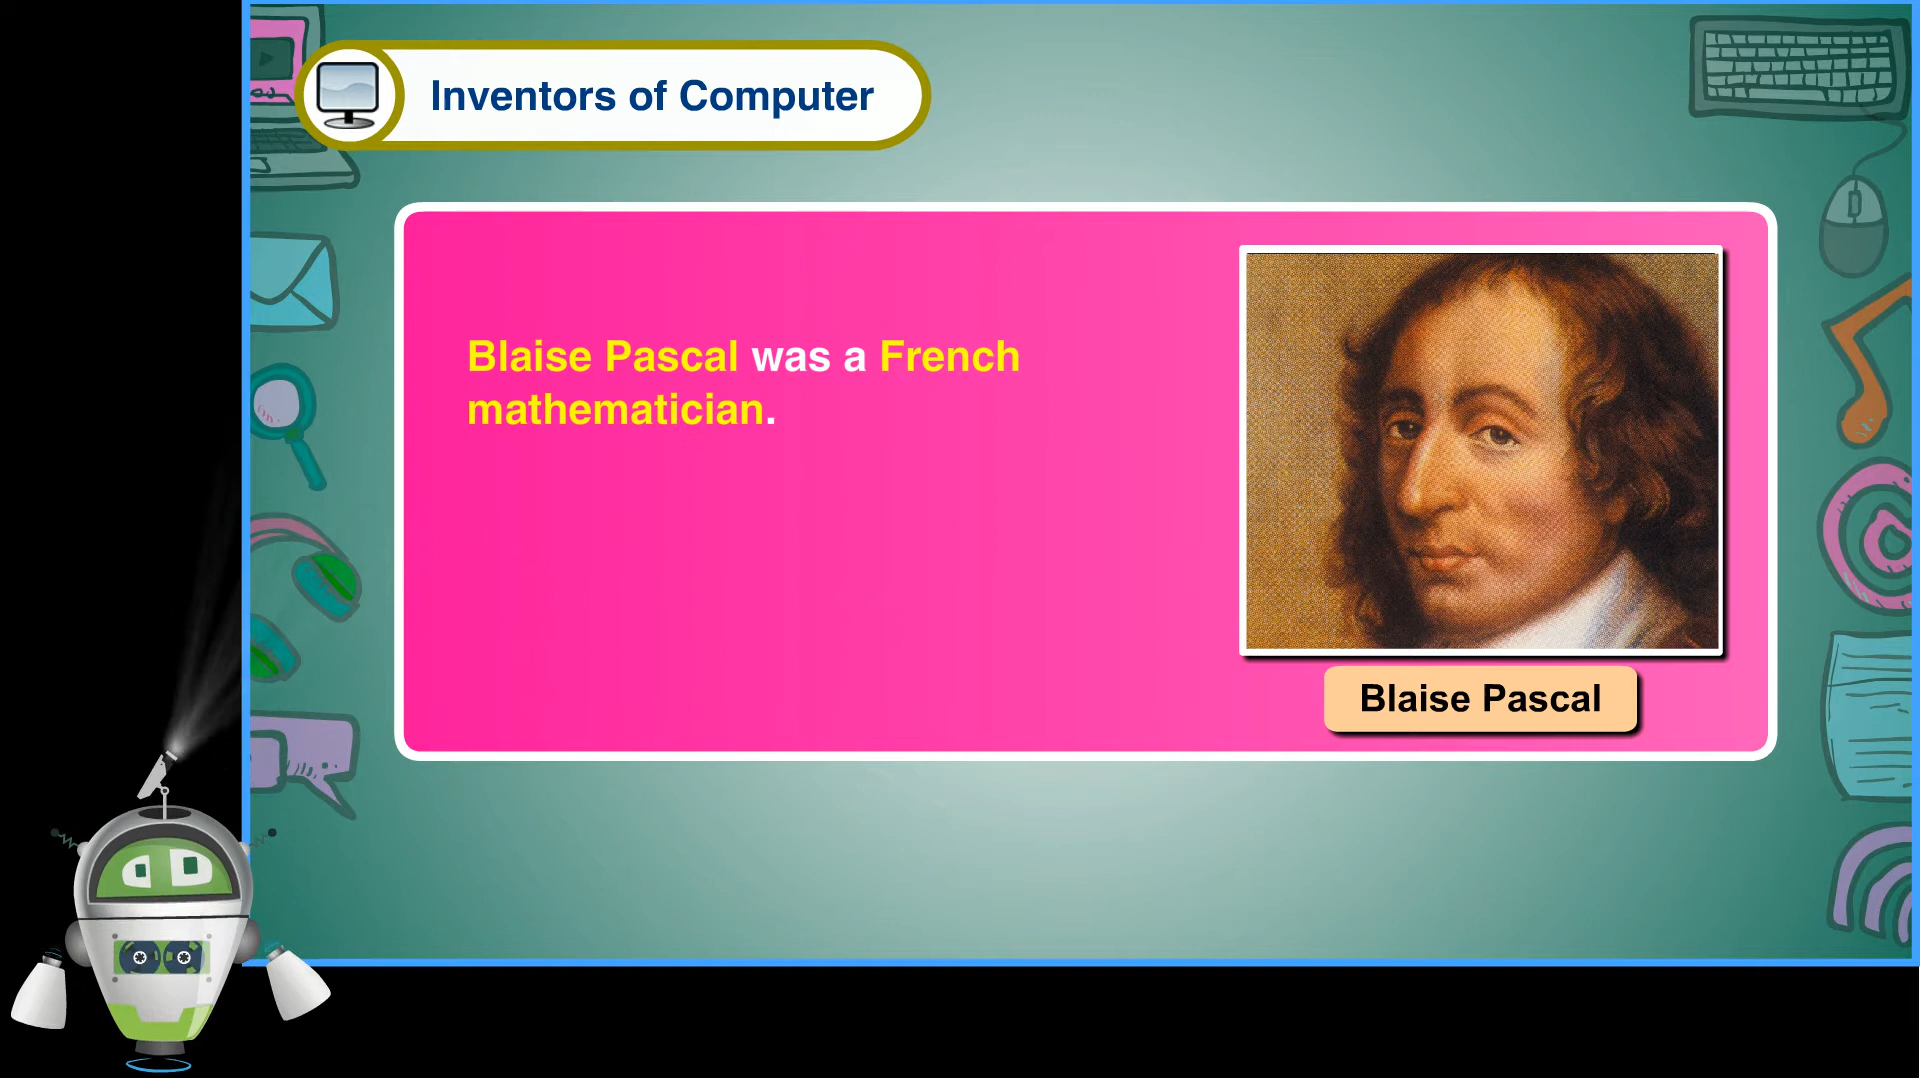 Inventors of Computer
Blaise Pascal was a French
mathematician.
Blaise Pascal